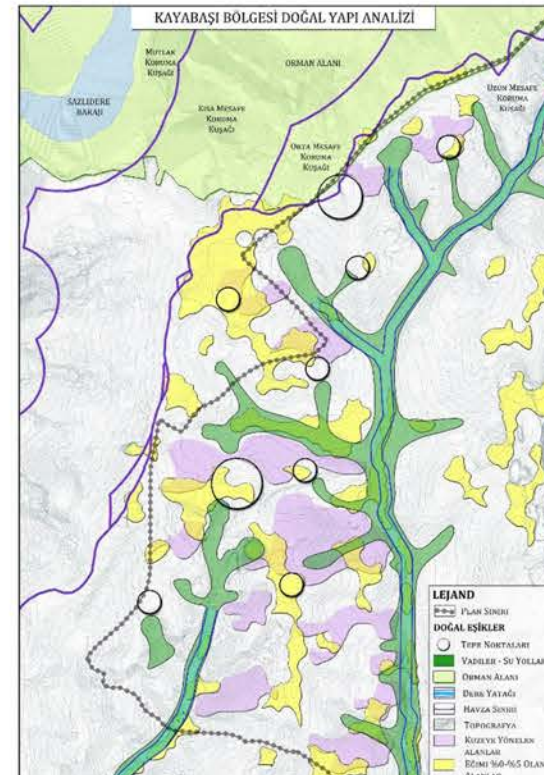 KAYABAŞI BÖLGESİ DOĞAL YAPI ANALİZİ
MUTLAK
KORUMA
KUŞAĞI
ORMAN ALANI
UZUN MESAFE
KORUMA
KUŞAĞI
SAZLIDERE
BARAJI
KISA MESAFE
KORUMA
KUŞAĞI
ORTA MESAFE
KORUMA
KUŞAĞI
LEJAND
PLAN SINIRI
DOĞAL EŞİKLER
TEPE NOKTALARI
VADİLER - SU YOLLAR
ORMAN ALANI
DERE YATAĞI
HAVZA SINIRI
TOPOGRAFYA
KUZEYE YÖNELEN
ALANLAR
EĞİMİ %0-%5 OLAN